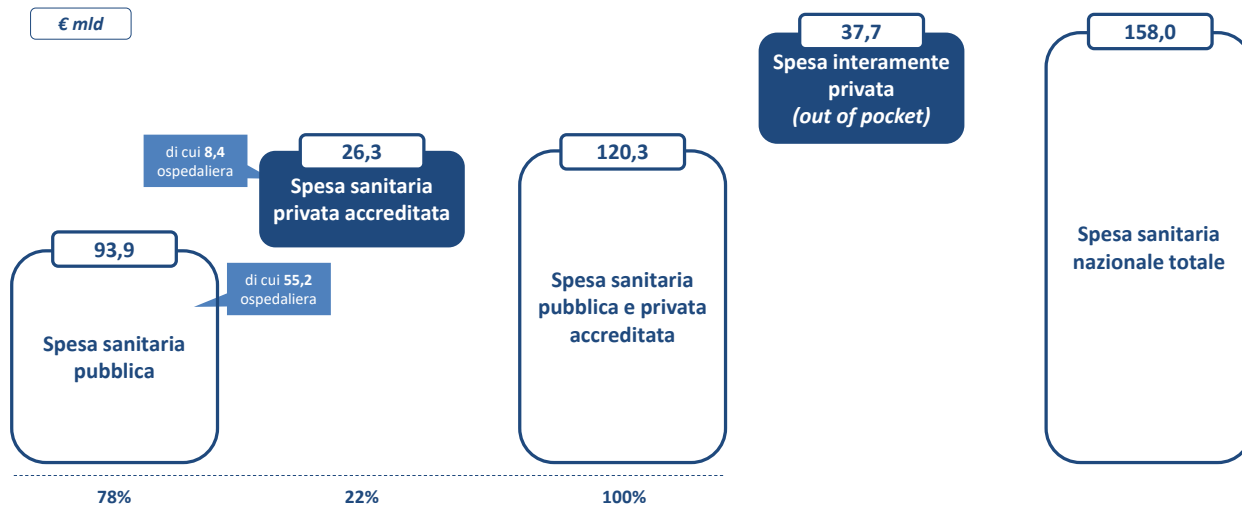 € mld
37,7
Spesa interamente
privata
(out of pocket)
158,0
Spesa sanitaria
nazionale totale
di cui 8,4
ospedaliera
26,3
Spesa sanitaria
privata accreditata
120,3
Spesa sanitaria
pubblica e privata
accreditata
93,9
Spesa sanitaria
pubblica
di cui 55,2
ospedaliera
78%
22%
100%